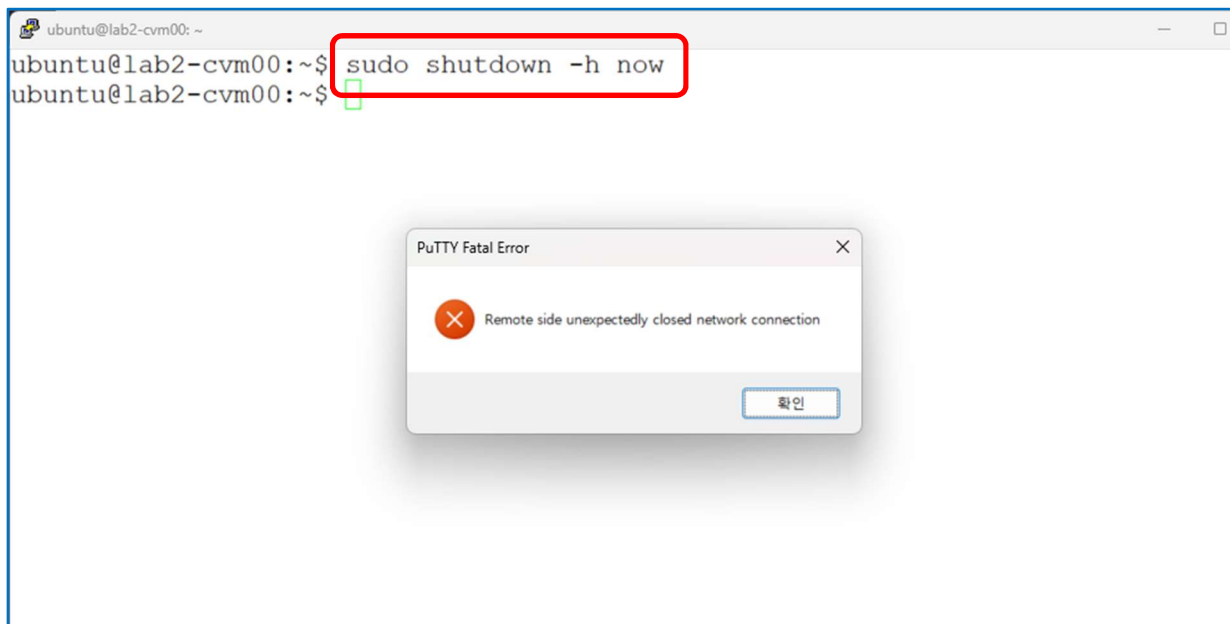 ubuntu@lab2-cvm00: ~
ubuntu@lab2-cvm00:~$ sudo shutdown -h now
ubuntu@lab2-cvm00:~$
PuTTY Fatal Error
Remote side unexpectedly closed network connection
확인